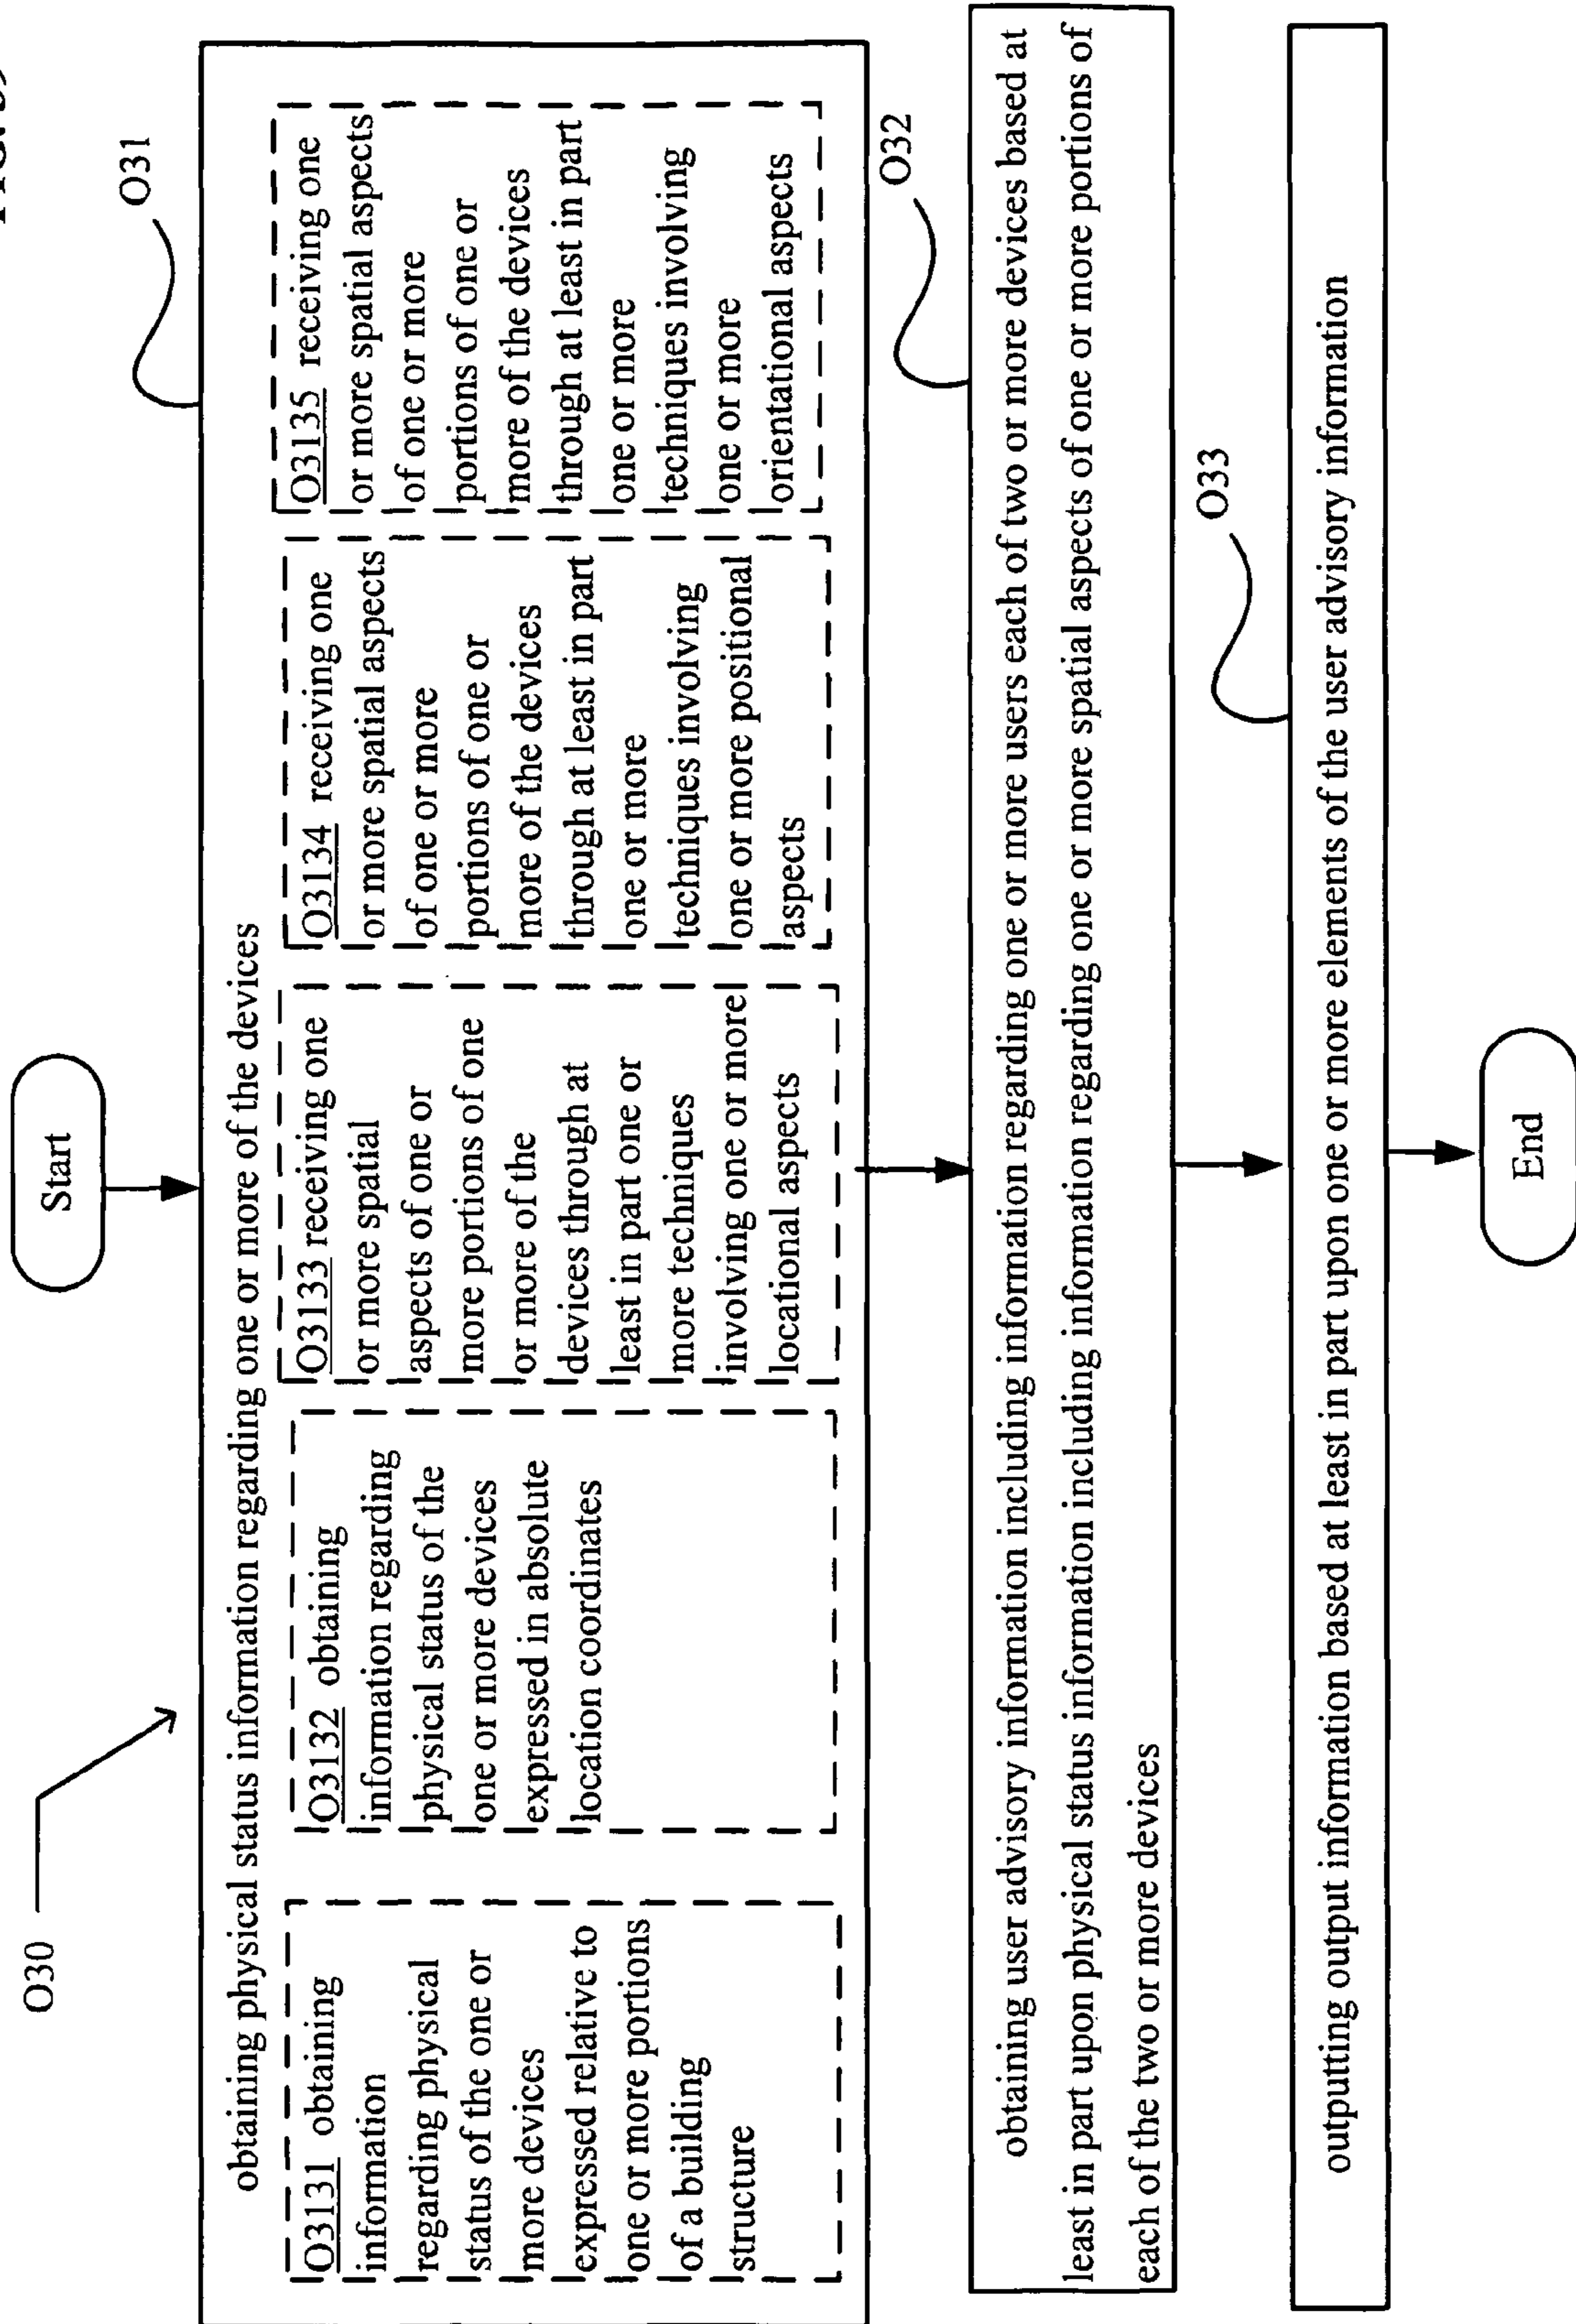 O30
Start
O31
obtaining physical status information regarding one or more of the devices
O3131 obtaining
information
regarding physical
status of the one or
more devices
expressed relative to
one or more portions
of a building
structure
O3132 obtaining
information regarding
physical status of the
one or more devices
expressed in absolute
location coordinates
O3133 receiving one
or more spatial
aspects of one or
more portions of one
or more of the
devices through at
least in part one or
more techniques
involving one or more
locational aspects
O3134 receiving one
or more spatial aspects
of one or more
portions of one or
more of the devices
through at least in part
one or more
techniques involving
one or more positional
aspects
O3135 receiving one
or more spatial aspects
of one or more
portions of one or
more of the devices
through at least in part
one or more
techniques involving
one or more
orientational aspects
O32
obtaining user advisory information including information regarding one or more users each of two or more devices based at
least in part upon physical status information including information regarding one or more spatial aspects of one or more portions of
each of the two or more devices
O33
outputting output information based at least in part upon one or more elements of the user advisory information
End